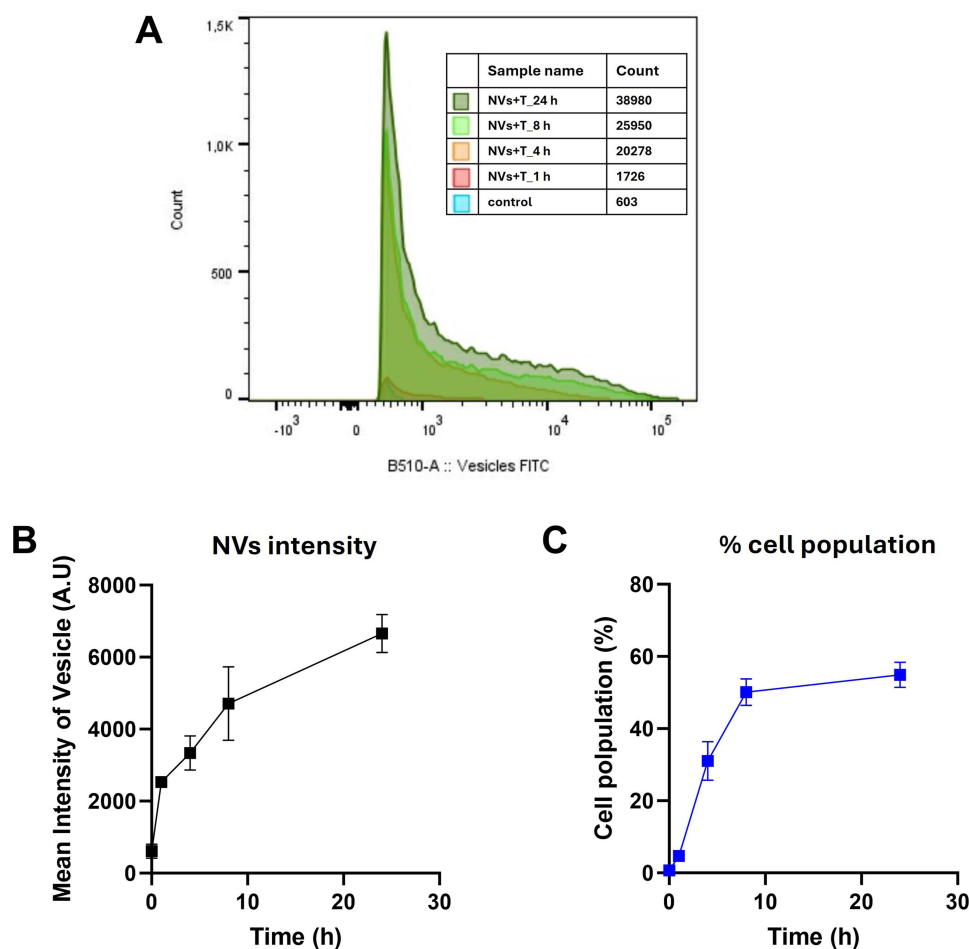 A
1,5K
1,0K
500
0
Count
Sample name Count
NVs+T_24 h 38980
NVs+T_8 h 25950
NVs+T_4 h 20278
NVs+T_1 h 1726
control 603
-10³ 0 10³ 10⁴ 10⁵
B510-A :: Vesicles FITC
B
NVs intensity
Mean Intensity of Vesicle (A.U)
8000
6000
4000
2000
0
0 10 20 30
Time (h)
C
% cell population
Cell polpulation (%)
80
60
40
20
0
0 10 20 30
Time (h)